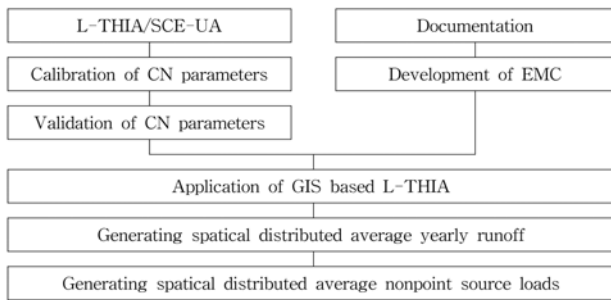 L-THIA/SCE-UA
Documentation
Calibration of CN parameters
Development of EMC
Validation of CN parameters
Application of GIS based L-THIA
Generating spatical distributed average yearly runoff
Generating spatical distributed average nonpoint source loads